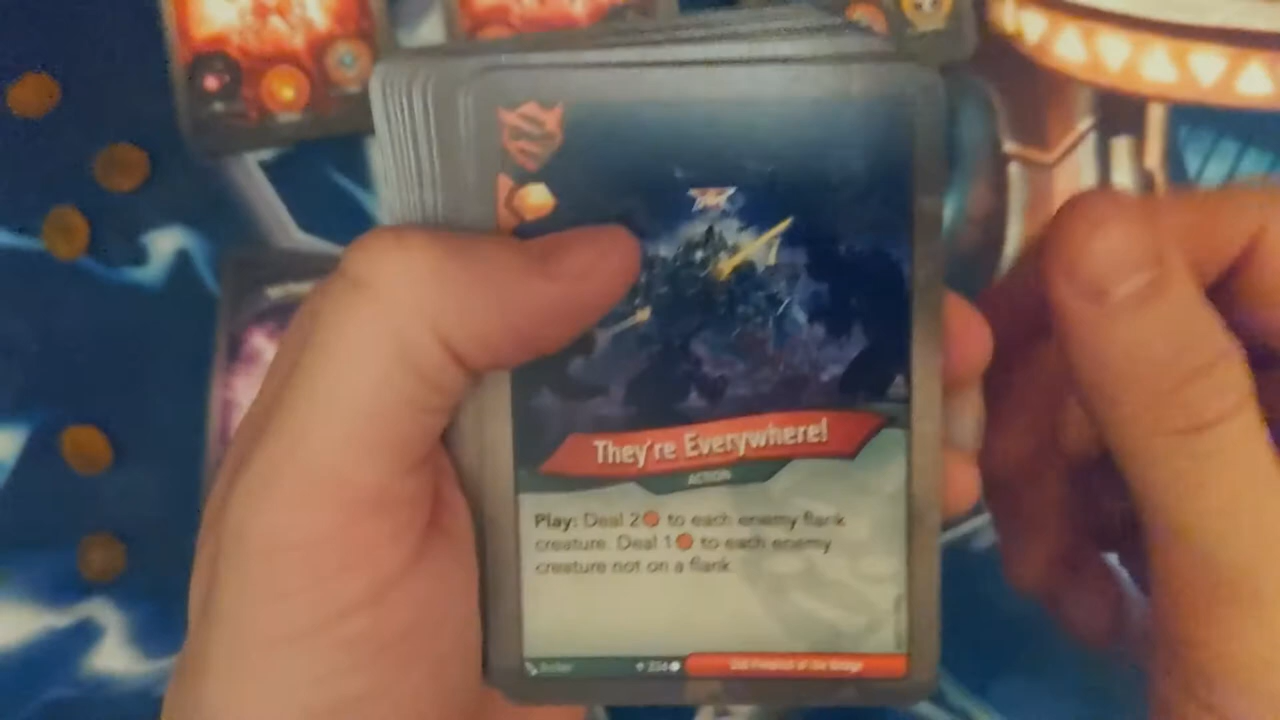 They're Everywhere!
ACTION
Play: Deal 2 to each enemy flank
creature. Deal 1 to each enemy
creature not on a flank.